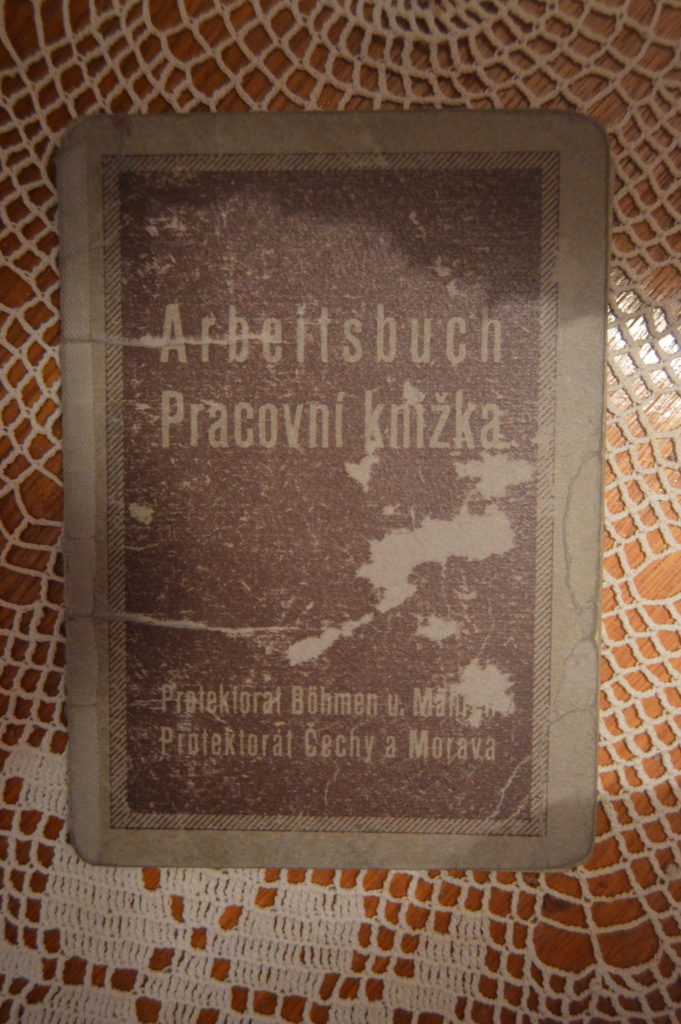 Arbeitsbuch
Pracovní knížka
Protektorat Böhmen u.
Protektorát Čechy a Morava